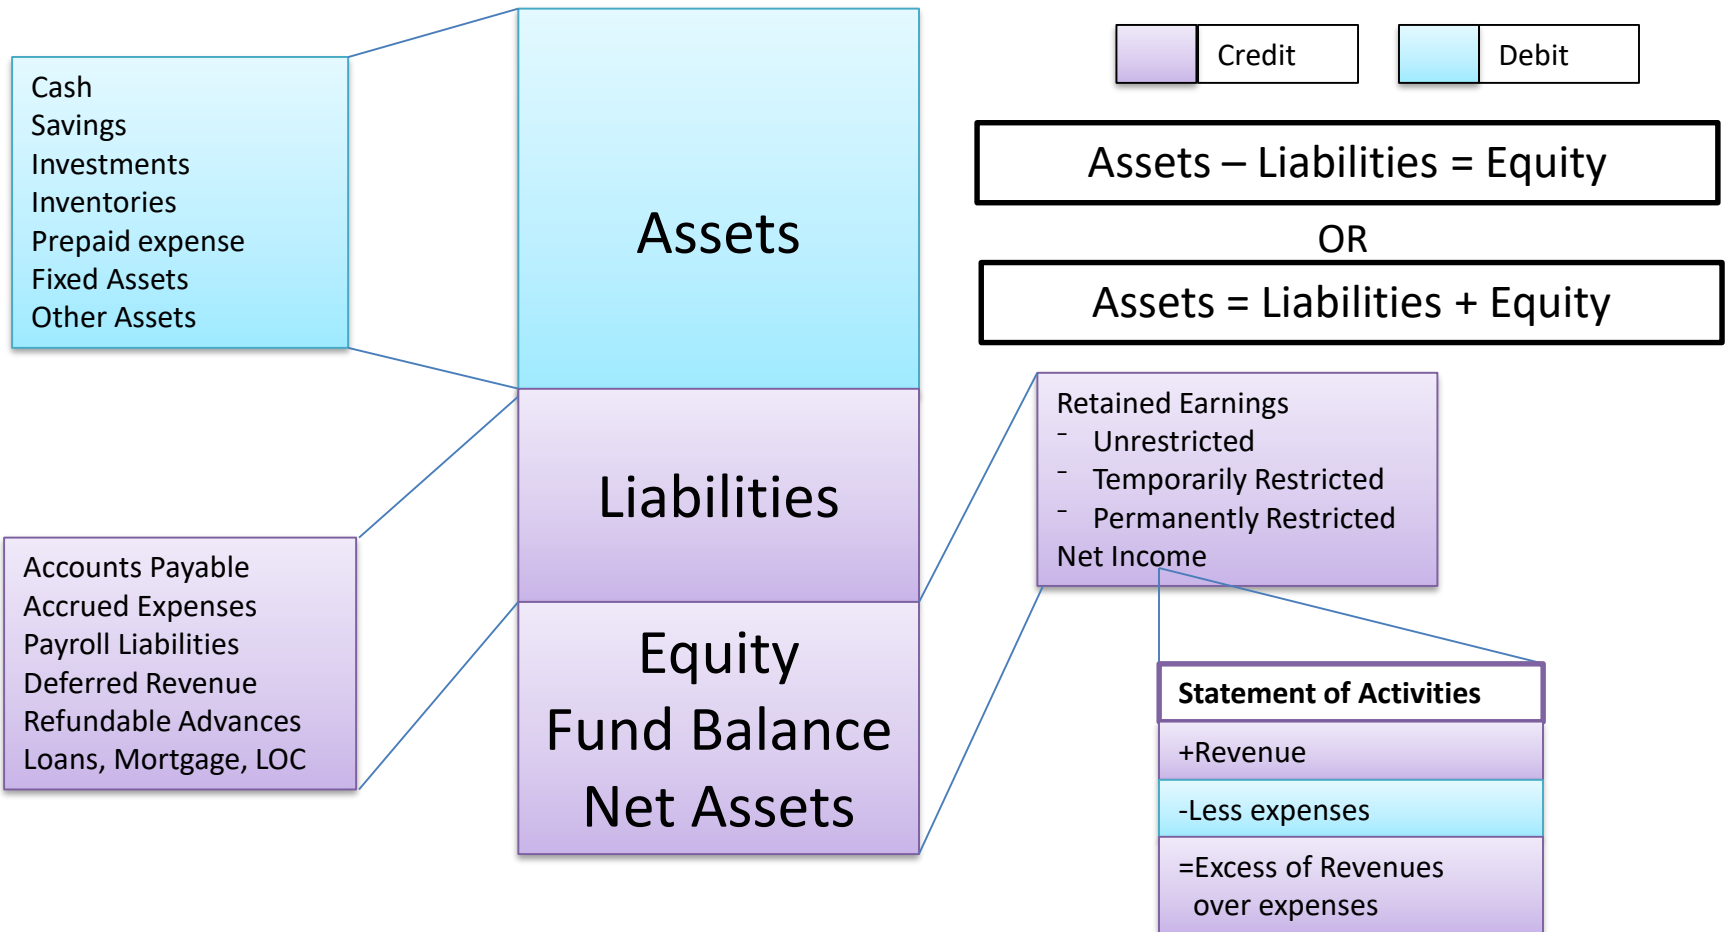 Cash
Savings
Investments
Inventories
Prepaid expense
Fixed Assets
Other Assets
Assets
Credit
Debit
Assets – Liabilities = Equity
OR
Assets = Liabilities + Equity
Liabilities
Retained Earnings
- Unrestricted
- Temporarily Restricted
- Permanently Restricted
Net Income
Accounts Payable
Accrued Expenses
Payroll Liabilities
Deferred Revenue
Refundable Advances
Loans, Mortgage, LOC
Equity
Fund Balance
Net Assets
Statement of Activities
+Revenue
-Less expenses
=Excess of Revenues
over expenses